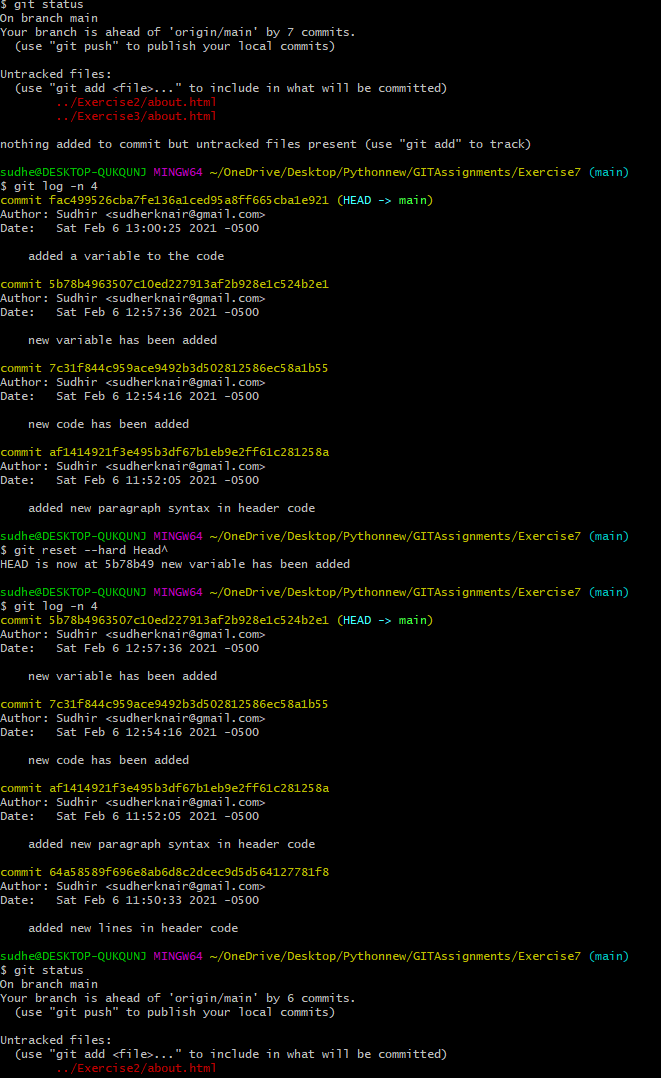 $ git status
On branch main
Your branch is ahead of 'origin/main' by 7 commits.
  (use "git push" to publish your local commits)

Untracked files:
  (use "git add <file>..." to include in what will be committed)
        ../Exercise2/about.html
        ../Exercise3/about.html

nothing added to commit but untracked files present (use "git add" to track)

sudhe@DESKTOP-QUKQUNJ MINGW64 ~/OneDrive/Desktop/Pythonnew/GITAssignments/Exercise7 (main)
$ git log -n 4
commit fac499526cba7fe136a1ced95a8ff665cba1e921 (HEAD -> main)
Author: Sudhir <sudherknair@gmail.com>
Date:   Sat Feb 6 13:00:25 2021 -0500

    added a variable to the code

commit 5b78b4963507c10ed227913af2b928e1c524b2e1
Author: Sudhir <sudherknair@gmail.com>
Date:   Sat Feb 6 12:57:36 2021 -0500

    new variable has been added

commit 7c31f844c959ace9492b3d502812586ec58a1b55
Author: Sudhir <sudherknair@gmail.com>
Date:   Sat Feb 6 12:54:16 2021 -0500

    new code has been added

commit af1414921f3e495b3df67b1eb9e2ff61c281258a
Author: Sudhir <sudherknair@gmail.com>
Date:   Sat Feb 6 11:52:05 2021 -0500

    added new paragraph syntax in header code

sudhe@DESKTOP-QUKQUNJ MINGW64 ~/OneDrive/Desktop/Pythonnew/GITAssignments/Exercise7 (main)
$ git reset --hard Head^
HEAD is now at 5b78b49 new variable has been added

sudhe@DESKTOP-QUKQUNJ MINGW64 ~/OneDrive/Desktop/Pythonnew/GITAssignments/Exercise7 (main)
$ git log -n 4
commit 5b78b4963507c10ed227913af2b928e1c524b2e1 (HEAD -> main)
Author: Sudhir <sudherknair@gmail.com>
Date:   Sat Feb 6 12:57:36 2021 -0500

    new variable has been added

commit 7c31f844c959ace9492b3d502812586ec58a1b55
Author: Sudhir <sudherknair@gmail.com>
Date:   Sat Feb 6 12:54:16 2021 -0500

    new code has been added

commit af1414921f3e495b3df67b1eb9e2ff61c281258a
Author: Sudhir <sudherknair@gmail.com>
Date:   Sat Feb 6 11:52:05 2021 -0500

    added new paragraph syntax in header code

commit 64a58589f696e8ab6d8c2dcec9d5d564127781f8
Author: Sudhir <sudherknair@gmail.com>
Date:   Sat Feb 6 11:50:33 2021 -0500

    added new lines in header code

sudhe@DESKTOP-QUKQUNJ MINGW64 ~/OneDrive/Desktop/Pythonnew/GITAssignments/Exercise7 (main)
$ git status
On branch main
Your branch is ahead of 'origin/main' by 6 commits.
  (use "git push" to publish your local commits)

Untracked files:
  (use "git add <file>..." to include in what will be committed)
        ../Exercise2/about.html